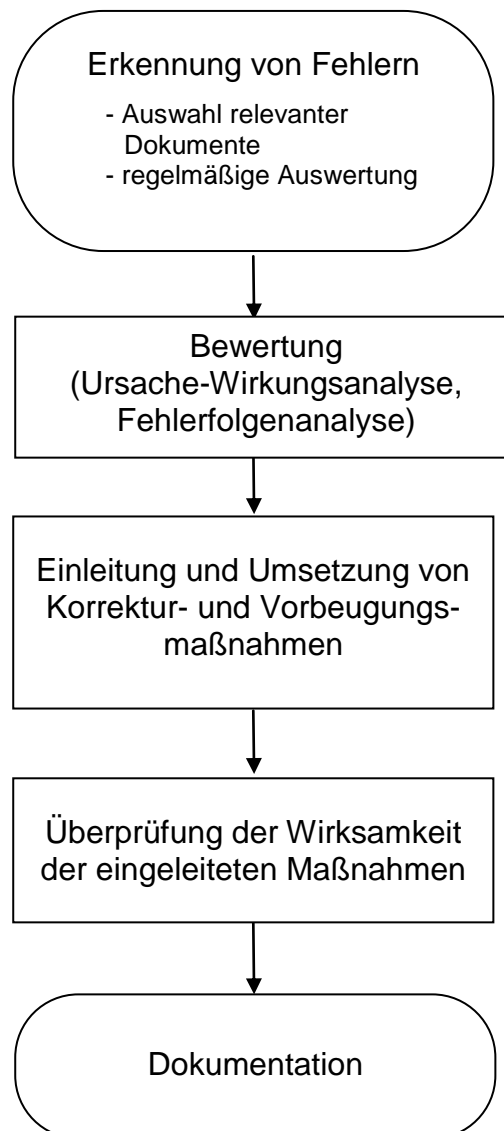 Erkennung von Fehlern
- Auswahl relevanter
Dokumente
- regelmäßige Auswertung
Bewertung
(Ursache-Wirkungsanalyse,
Fehlerfolgenanalyse)
Einleitung und Umsetzung von
Korrektur- und Vorbeugungs-
maßnahmen
Überprüfung der Wirksamkeit
der eingeleiteten Maßnahmen
Dokumentation